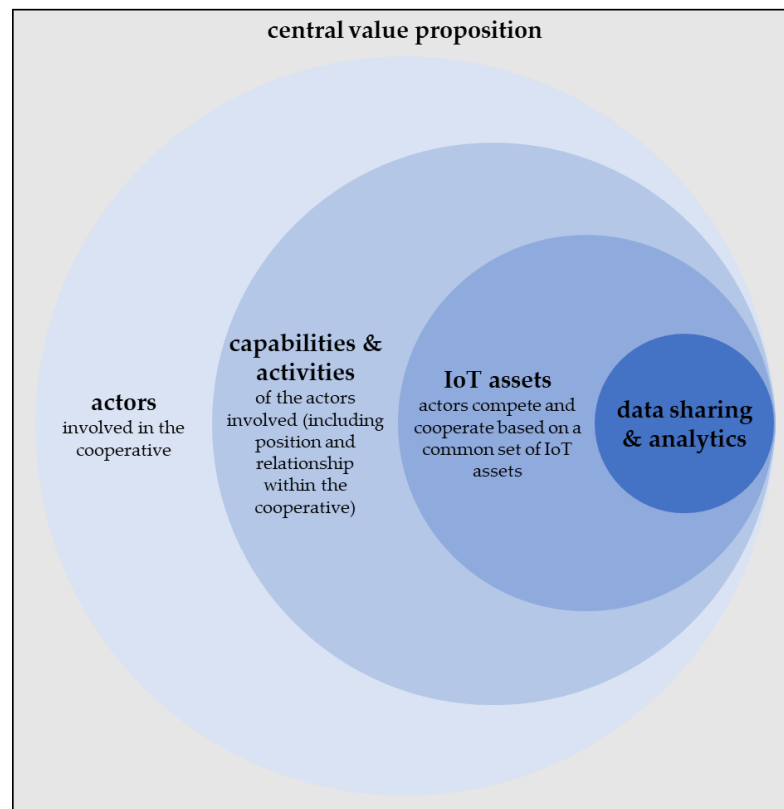 central value proposition
actors
involved in the
cooperative
capabilities &
activities
of the actors
involved (including
position and
relationship
within the
cooperative)
IoT assets
actors compete and
cooperate based on a
common set of IoT
assets
data sharing
& analytics